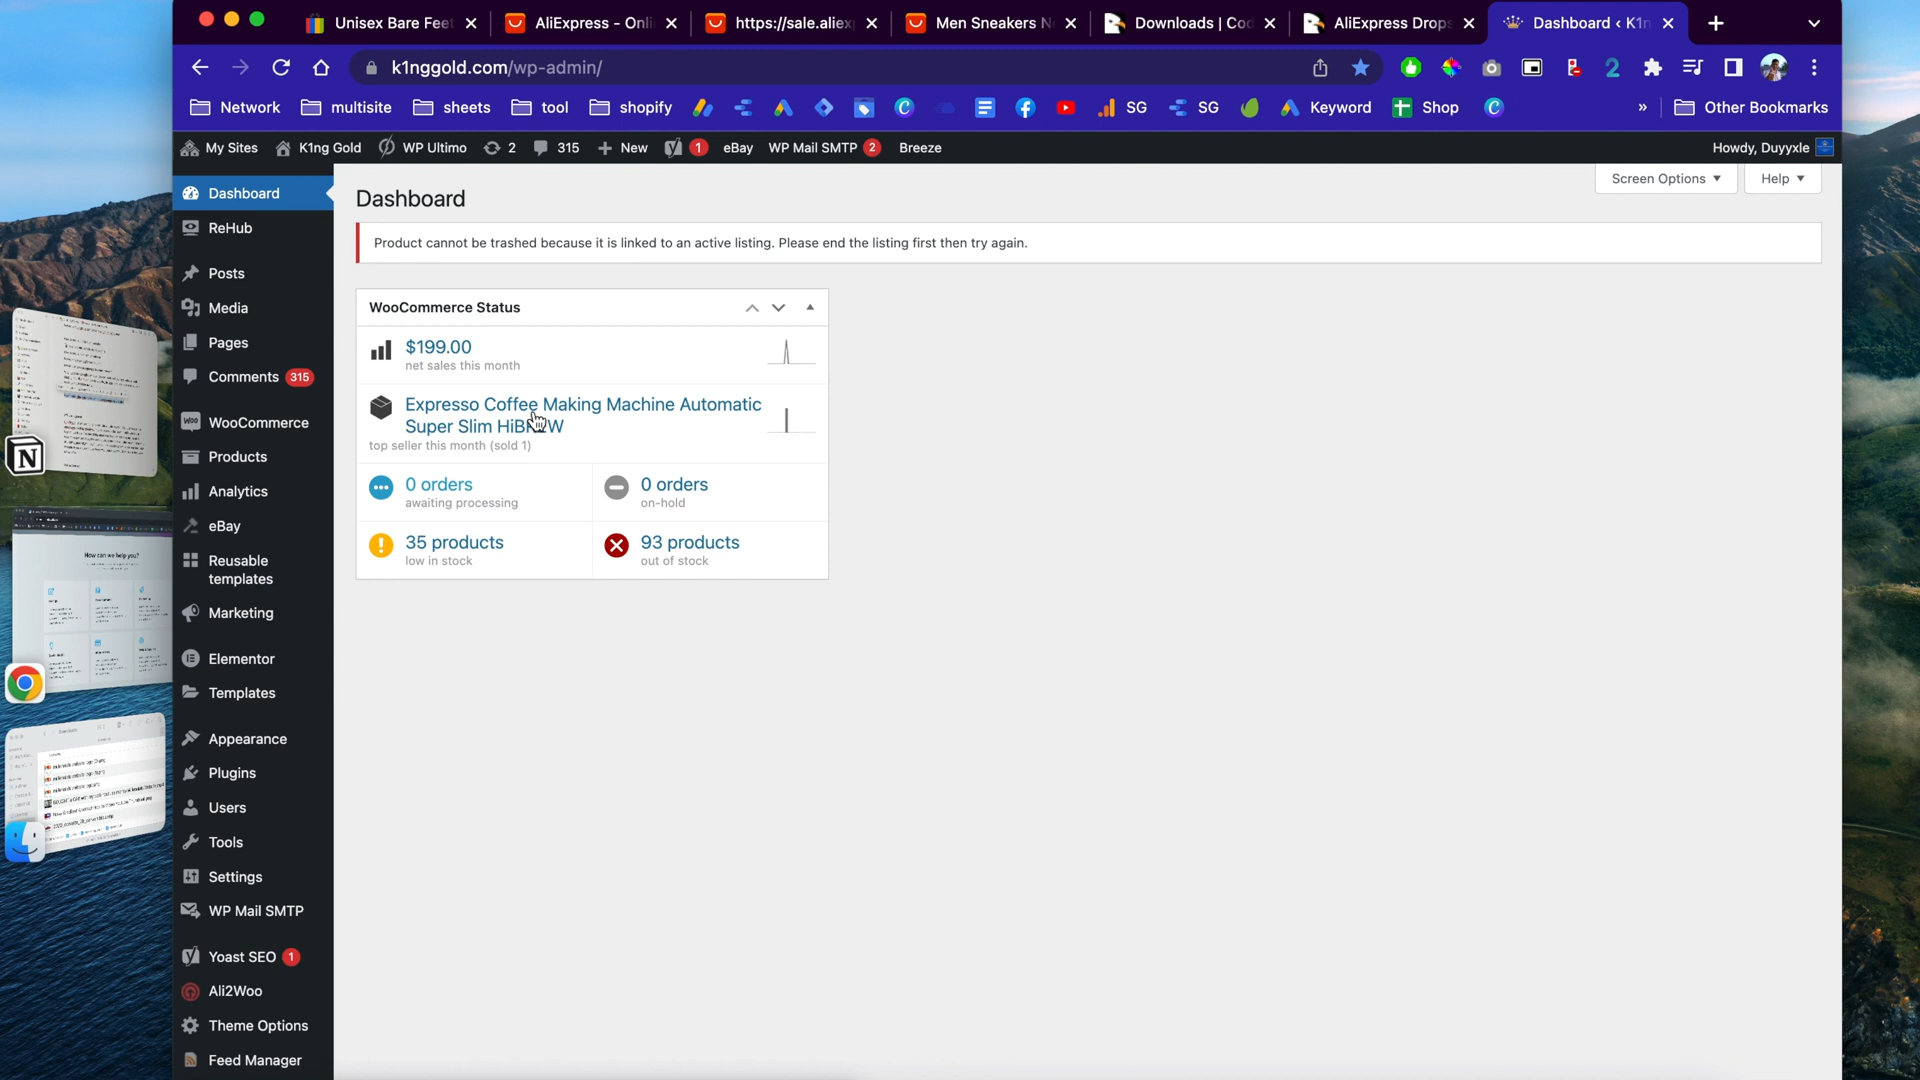 Unisex Bare Feet
AliExpress - Onli
https://sale.aliex
Men Sneakers N
Downloads | Cod
AliExpress Drops
Dashboard ‹ K1n
k1nggold.com/wp-admin/
Network
multisite
sheets
tool
shopify
SG
SG
Keyword
Shop
»
Other Bookmarks
My Sites
K1ng Gold
WP Ultimo
2
315
New
1
eBay
WP Mail SMTP 2
Breeze
Howdy, Duyyxle
Dashboard
ReHub
Posts
Media
Pages
Comments 315
WooCommerce
Products
Analytics
eBay
Reusable
templates
Marketing
Elementor
Templates
Appearance
Plugins
Users
Tools
Settings
WP Mail SMTP
Yoast SEO 1
Ali2Woo
Theme Options
Feed Manager
Screen Options
Help
Dashboard
Product cannot be trashed because it is linked to an active listing. Please end the listing first then try again.
WooCommerce Status
$199.00
net sales this month
Expresso Coffee Making Machine Automatic
Super Slim HiBREW
top seller this month (sold 1)
0 orders
awaiting processing
0 orders
on-hold
35 products
low in stock
93 products
out of stock
How can we help you?